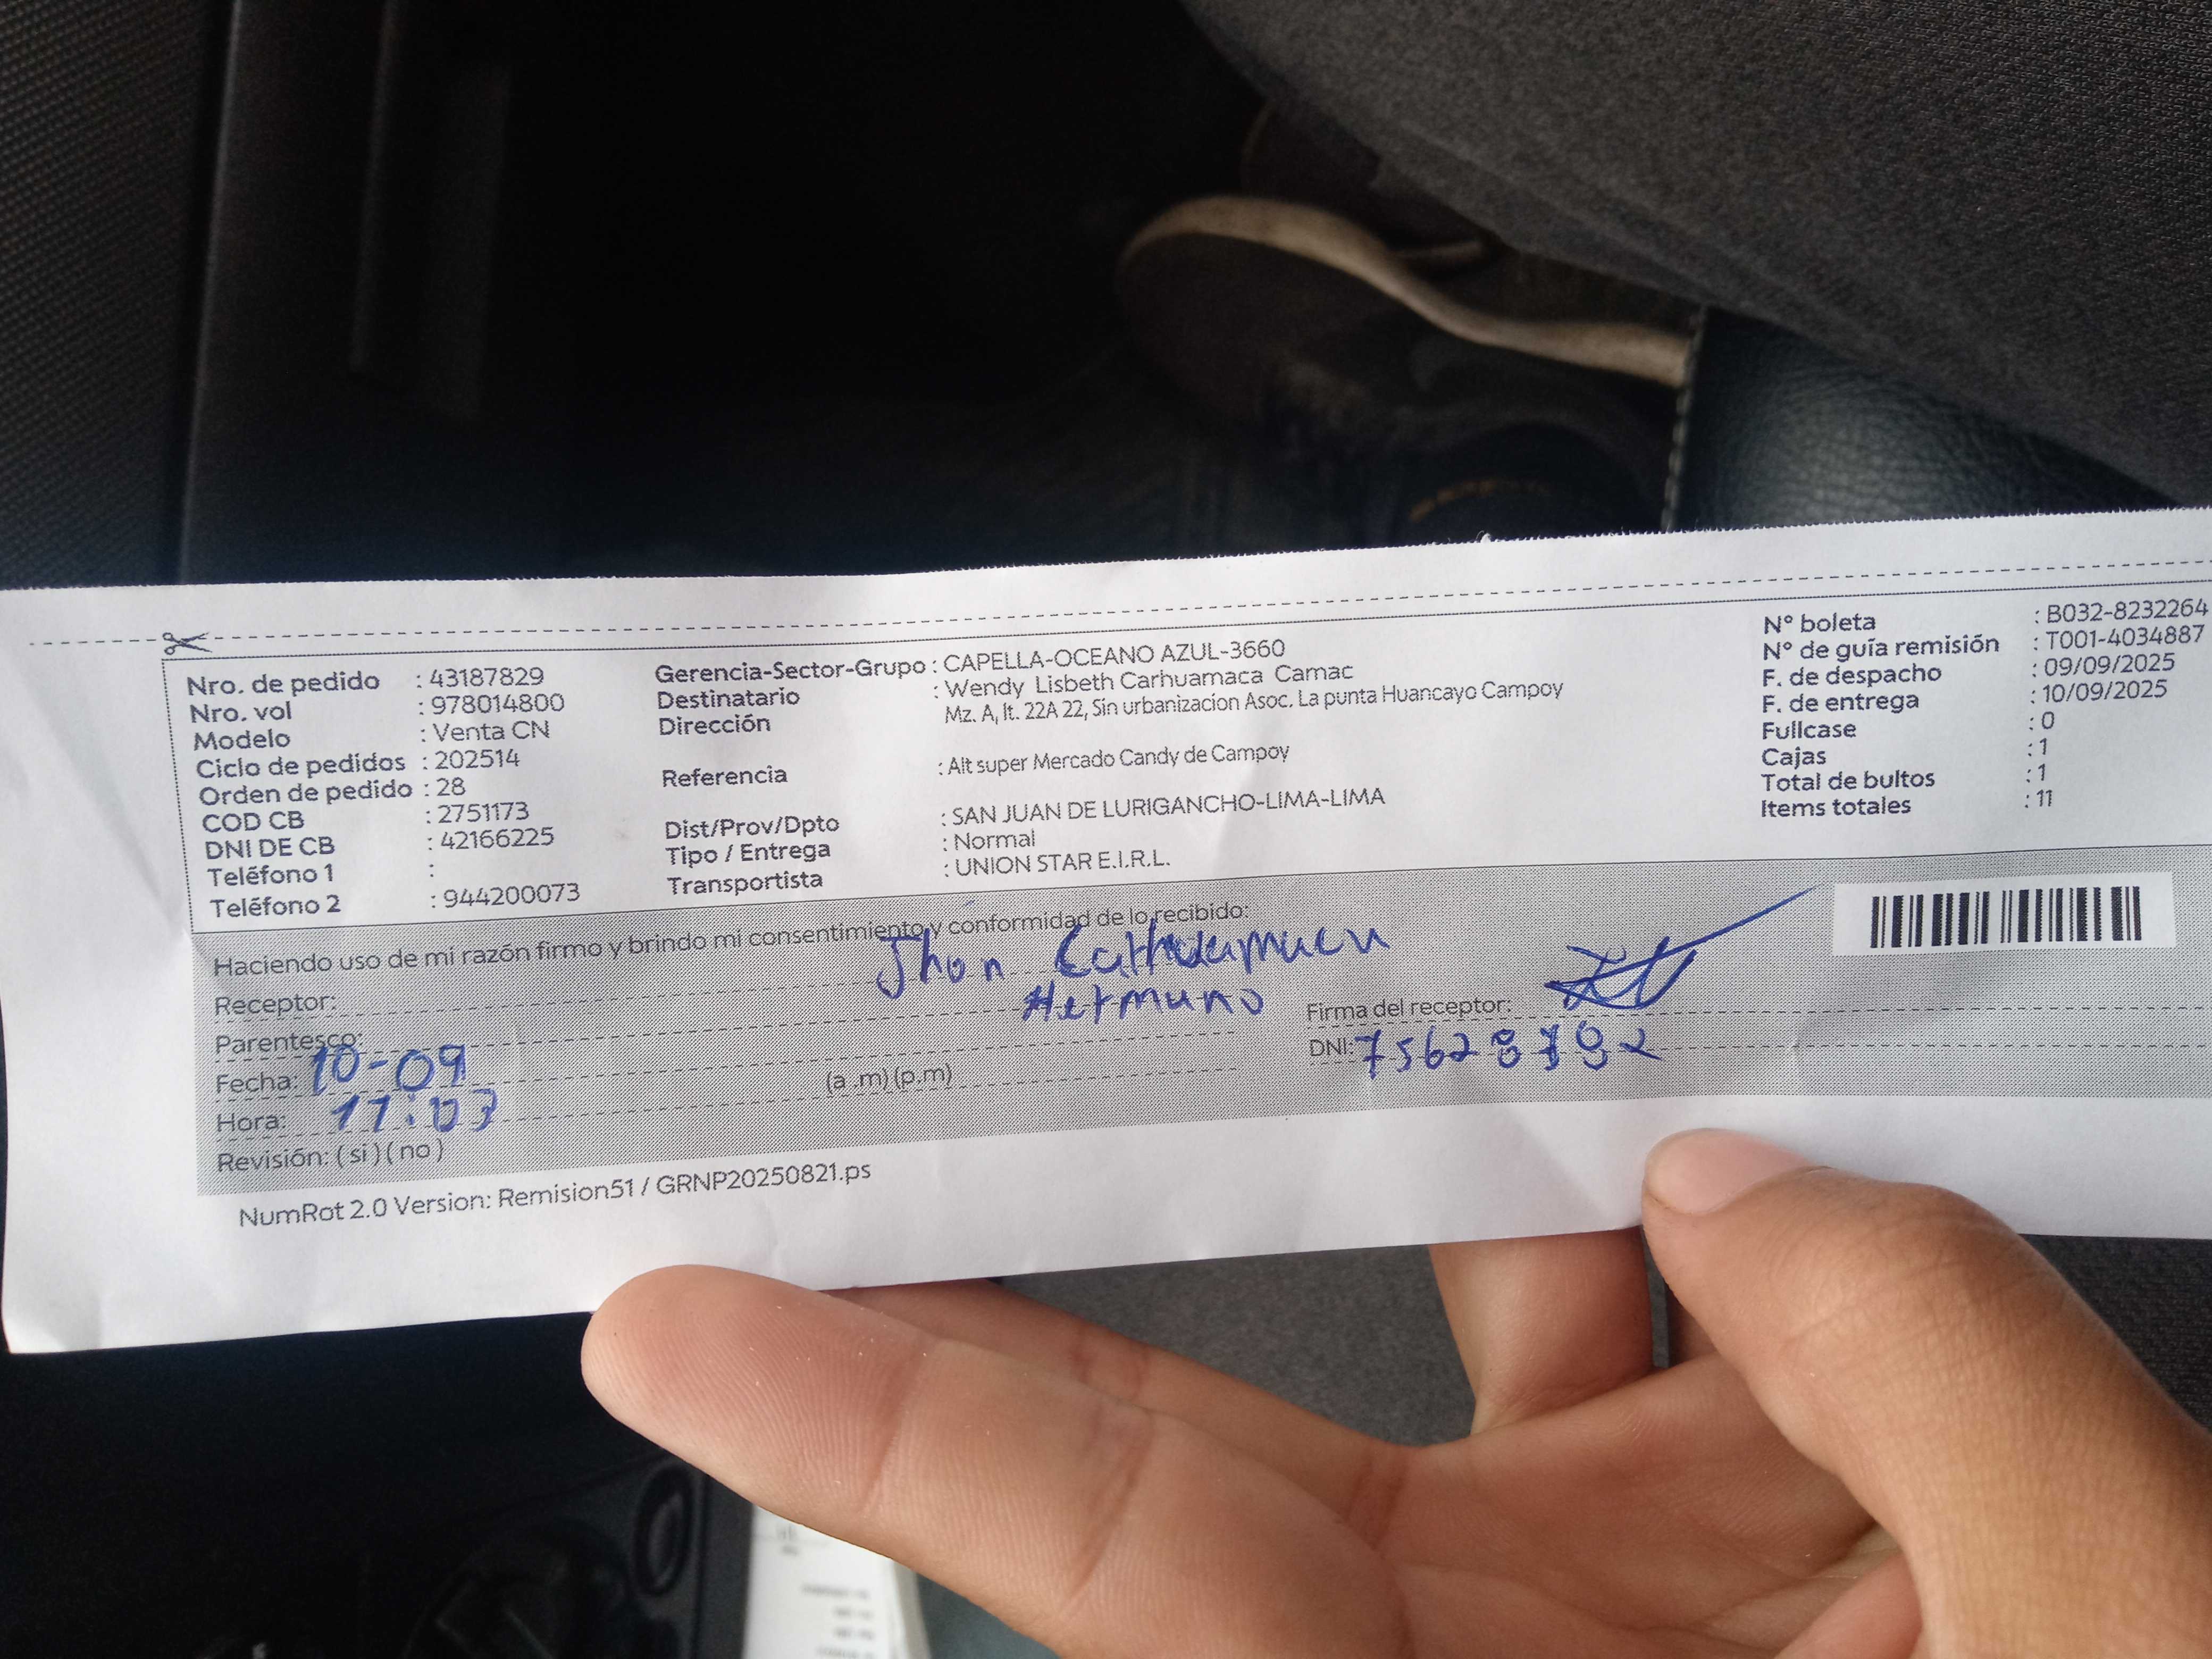 Nro. de pedido : 43187829
Nro. vol : 978014800
Modelo : Venta CN
Ciclo de pedidos : 202514
Orden de pedido : 28
COD CB : 2751173
DNI DE CB : 42166225
Teléfono 1 :
Teléfono 2 : 944200073
Gerencia-Sector-Grupo : CAPELLA-OCEANO AZUL-3660
Destinatario : Wendy Lisbeth Carhuamaca Camac
Dirección Mz. A, lt. 22A 22, Sin urbanizacion Asoc. La punta Huancayo Campoy
Referencia : Alt super Mercado Candy de Campoy
Dist/Prov/Dpto : SAN JUAN DE LURIGANCHO-LIMA-LIMA
Tipo / Entrega : Normal
Transportista : UNION STAR E.I.R.L.
N° boleta : B032-8232264
N° de guía remisión : T001-4034887
F. de despacho : 09/09/2025
F. de entrega : 10/09/2025
Fullcase : 0
Cajas : 1
Total de bultos : 1
Items totales : 11
Haciendo uso de mi razón firmo y brindo mi consentimiento y conformidad de lo recibido:
Receptor: Jhon Carhuamaca
Parentesco: Hermano
Firma del receptor:
Fecha: 10-09
DNI:
Hora: 11:03 (a .m) (p.m)
Revisión: ( si ) ( no )
NumRot 2.0 Version: Remision51 / GRNP20250821.ps